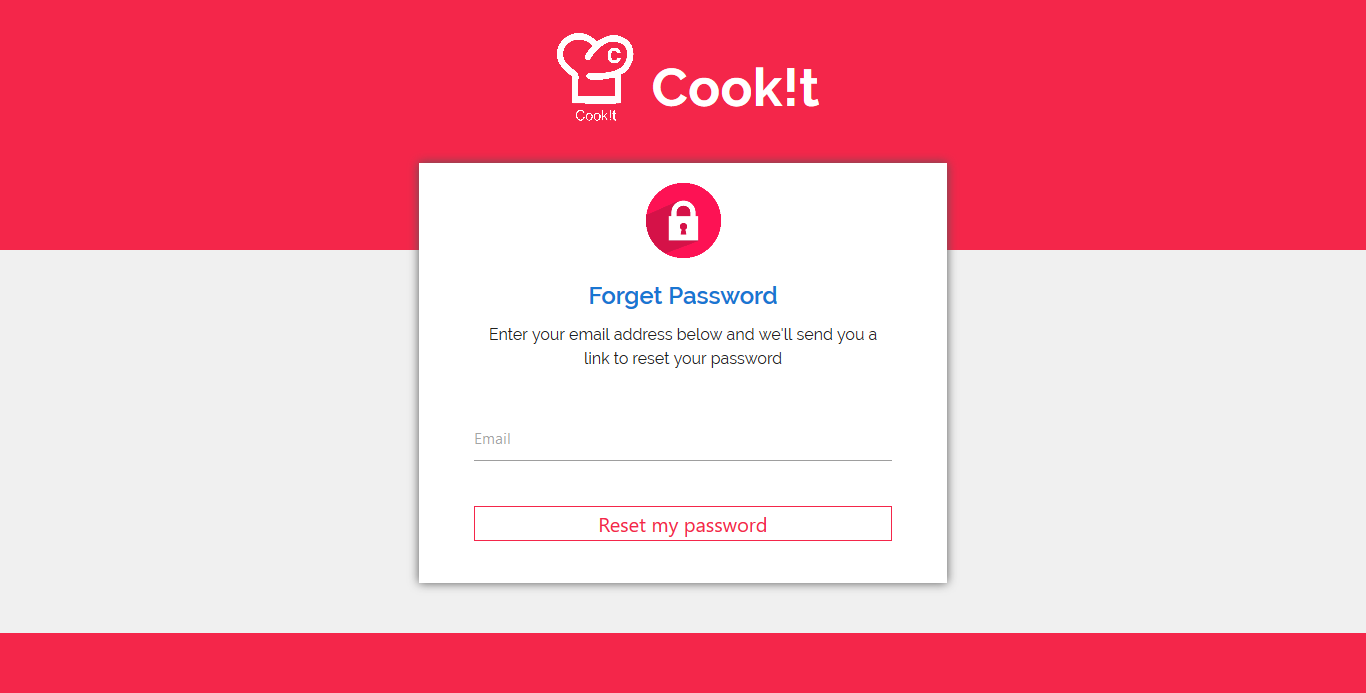 C
Cook!t
Cook!t
Forget Password
Enter your email address below and we'll send you a
link to reset your password
Email
Reset my password